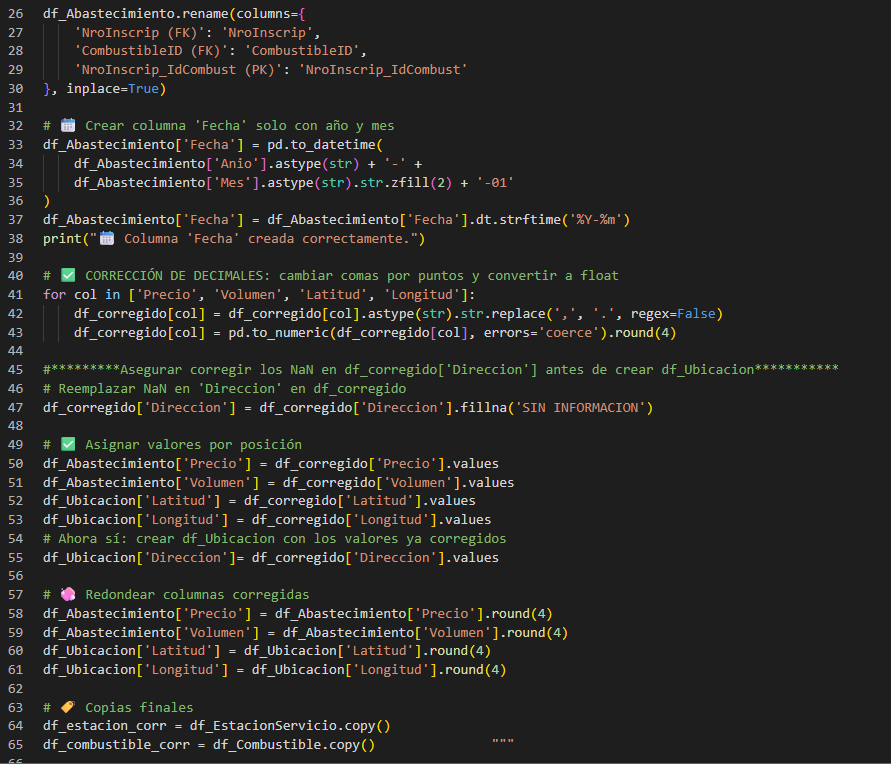 26 df_Abastecimiento.rename(columns={
27     'NroInscrip (FK)': 'NroInscrip',
28     'CombustibleID (FK)': 'CombustibleID',
29     'NroInscrip_IdCombust (PK)': 'NroInscrip_IdCombust'
30 }, inplace=True)
31
32 # 📅 Crear columna 'Fecha' solo con año y mes
33 df_Abastecimiento['Fecha'] = pd.to_datetime(
34     df_Abastecimiento['Anio'].astype(str) + '-' +
35     df_Abastecimiento['Mes'].astype(str).str.zfill(2) + '-01'
36 )
37 df_Abastecimiento['Fecha'] = df_Abastecimiento['Fecha'].dt.strftime('%Y-%m')
38 print("📅 Columna 'Fecha' creada correctamente.")
39
40 # ✅ CORRECCIÓN DE DECIMALES: cambiar comas por puntos y convertir a float
41 for col in ['Precio', 'Volumen', 'Latitud', 'Longitud']:
42     df_corregido[col] = df_corregido[col].astype(str).str.replace(',', '.', regex=False)
43     df_corregido[col] = pd.to_numeric(df_corregido[col], errors='coerce').round(4)
44
45 #*********Asegurar corregir los NaN en df_corregido['Direccion'] antes de crear df_Ubicacion***********
46 # Reemplazar NaN en 'Direccion' en df_corregido
47 df_corregido['Direccion'] = df_corregido['Direccion'].fillna('SIN INFORMACION')
48
49 # ✅ Asignar valores por posición
50 df_Abastecimiento['Precio'] = df_corregido['Precio'].values
51 df_Abastecimiento['Volumen'] = df_corregido['Volumen'].values
52 df_Ubicacion['Latitud'] = df_corregido['Latitud'].values
53 df_Ubicacion['Longitud'] = df_corregido['Longitud'].values
54 # Ahora sí: crear df_Ubicacion con los valores ya corregidos
55 df_Ubicacion['Direccion']= df_corregido['Direccion'].values
56
57 # Redondear columnas corregidas
58 df_Abastecimiento['Precio'] = df_Abastecimiento['Precio'].round(4)
59 df_Abastecimiento['Volumen'] = df_Abastecimiento['Volumen'].round(4)
60 df_Ubicacion['Latitud'] = df_Ubicacion['Latitud'].round(4)
61 df_Ubicacion['Longitud'] = df_Ubicacion['Longitud'].round(4)
62
63 # 🏷️ Copias finales
64 df_estacion_corr = df_EstacionServicio.copy()
65 df_combustible_corr = df_Combustible.copy()               """